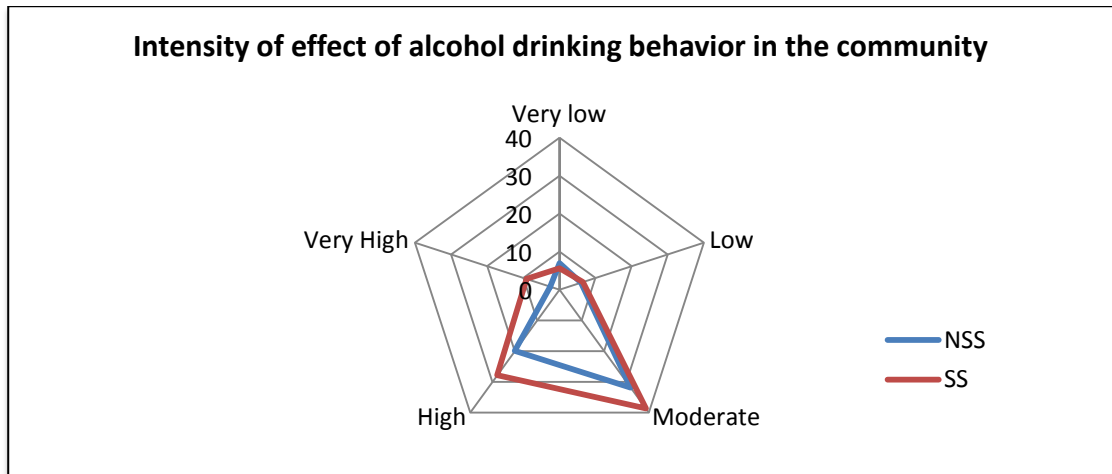 Intensity of effect of alcohol drinking behavior in the community
Very low
40
30
20
10
0
Low
Very High
High
Moderate
NSS
SS